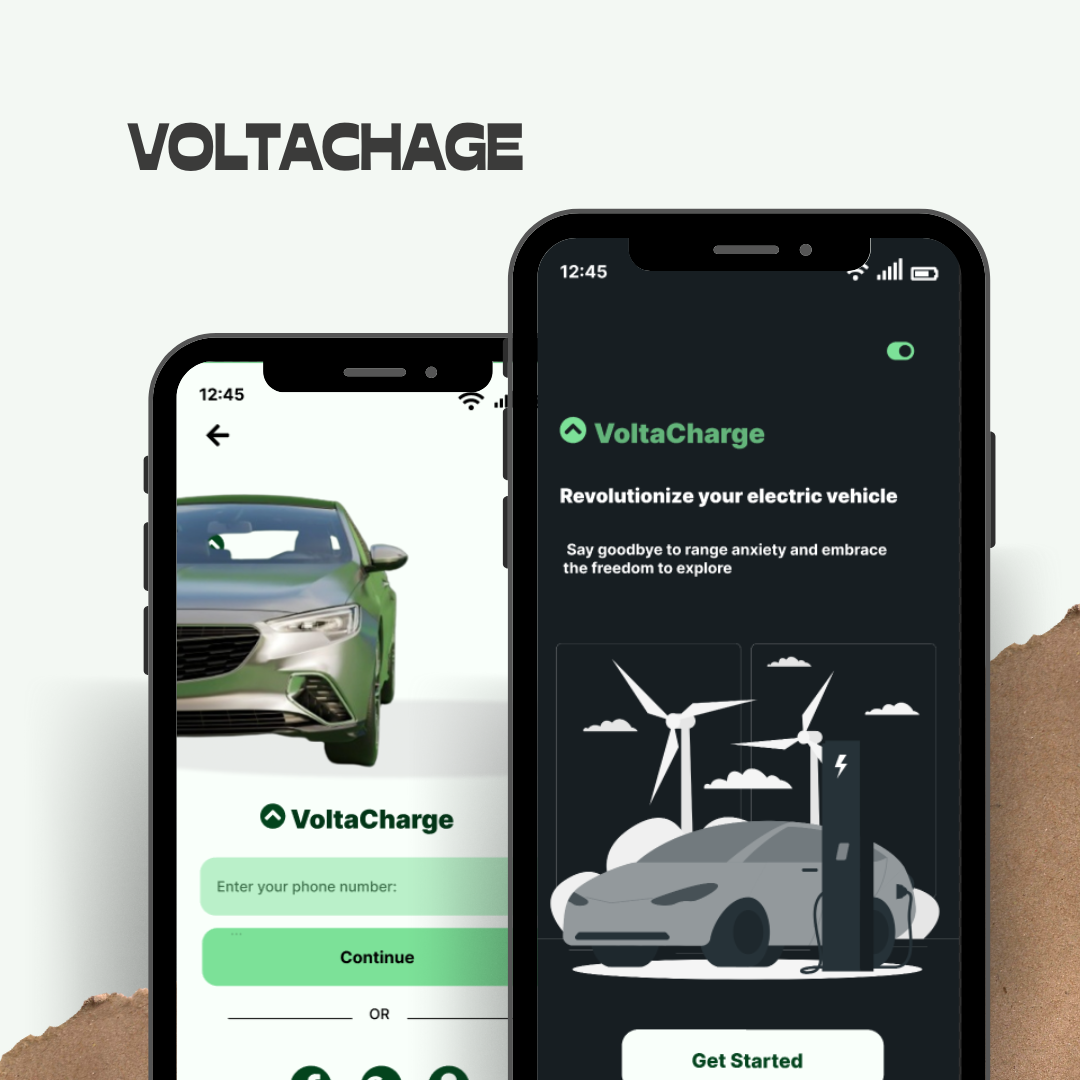 VOLTACHAGE
12:45
VoltaCharge
Enter your phone number:
Continue
OR
12:45
VoltaCharge
Revolutionize your electric vehicle
Say goodbye to range anxiety and embrace
the freedom to explore
Get Started